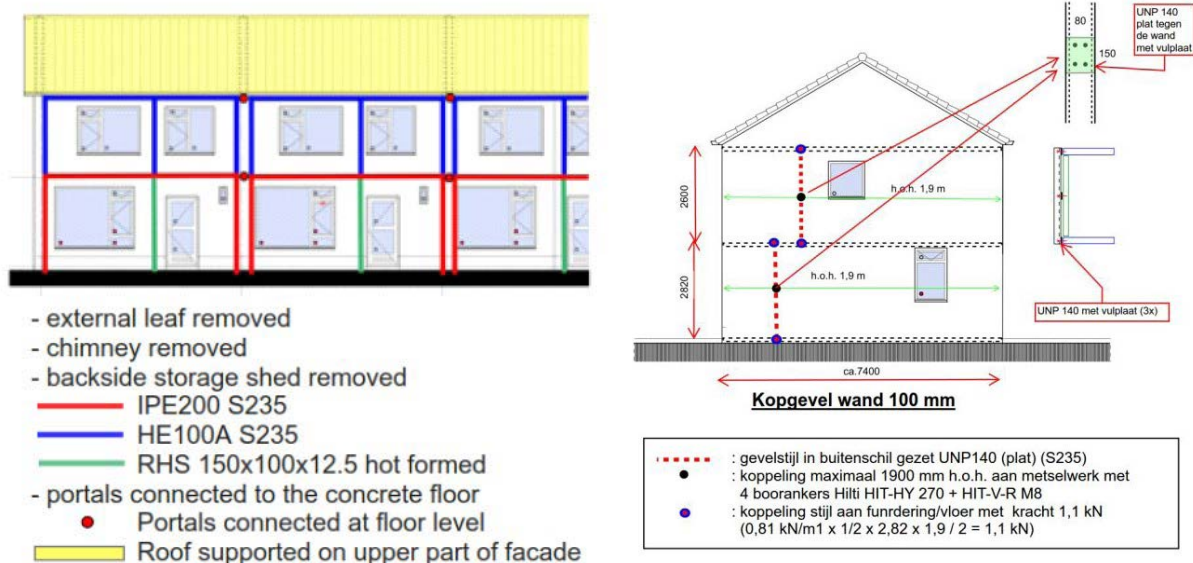 - external leaf removed
- chimney removed
- backside storage shed removed
IPE200 S235
HE100A S235
RHS 150x100x12.5 hot formed
- portals connected to the concrete floor
Portals connected at floor level
Roof supported on upper part of facade
UNP 140
plat tegen
de wand
met vulplaat
80
150
2600
h.o.h. 1,9 m
2820
h.o.h. 1,9 m
UNP 140 met vulplaat (3x)
ca.7400
Kopgevel wand 100 mm
: gevelstijl in buitenschil gezet UNP140 (plat) (S235)
: koppeling maximaal 1900 mm h.o.h. aan metselwerk met
4 boorankers Hilti HIT-HY 270 + HIT-V-R M8
: koppeling stijl aan funrdering/vloer met kracht 1,1 kN
(0,81 kN/m1 x 1/2 x 2,82 x 1,9 / 2 = 1,1 kN)